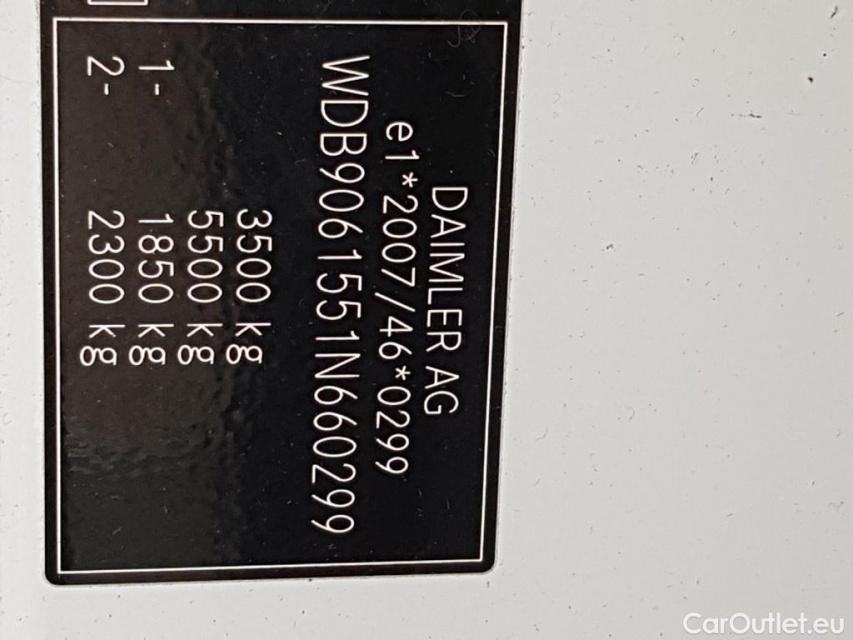 DAIMLER AG
e1*2007/46*0299
WDB9061551N660299
3500 kg
5500 kg
1- 1850 kg
2- 2300 kg
CarOutlet.eu